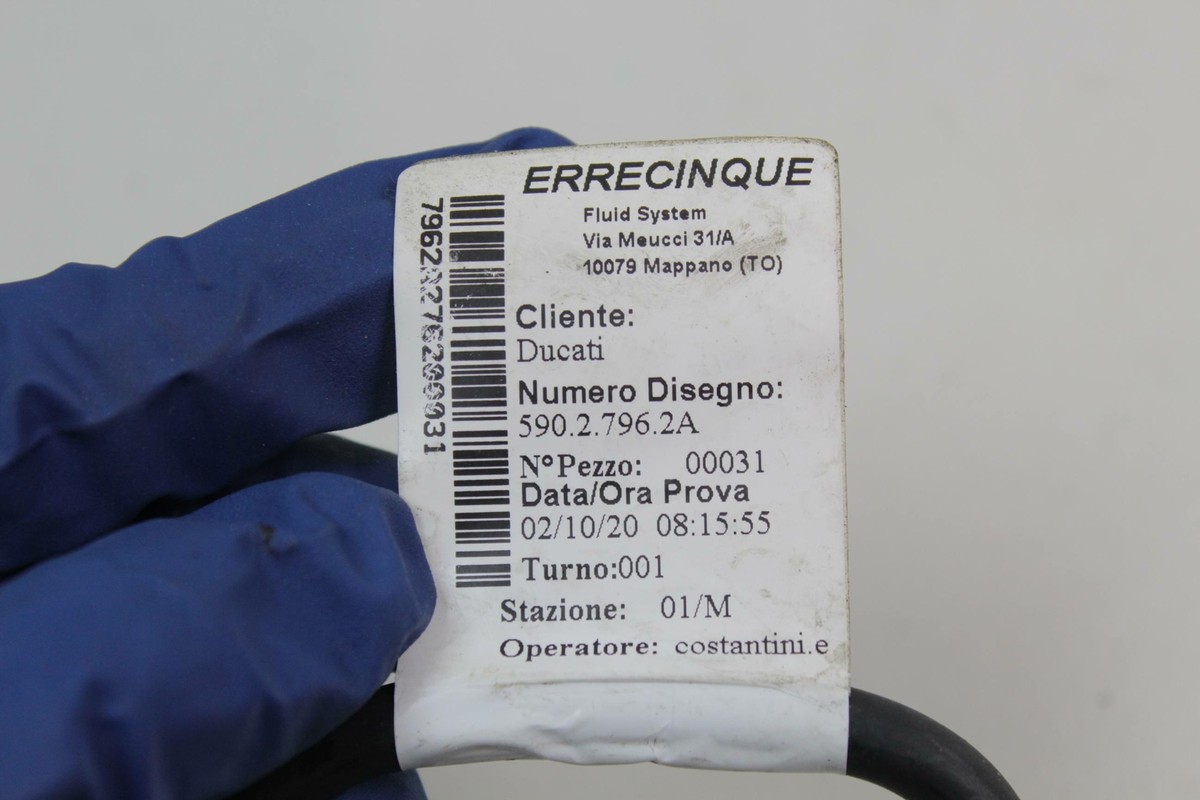 ERRECINQUE
Fluid System
Via Meucci 31/A
10079 Mappano (TO)
Cliente:
Ducati
Numero Disegno:
590.2.796.2A
N°Pezzo: 00031
Data/Ora Prova
02/10/20 08:15:55
Turno:001
Stazione: 01/M
Operatore: costantini.e